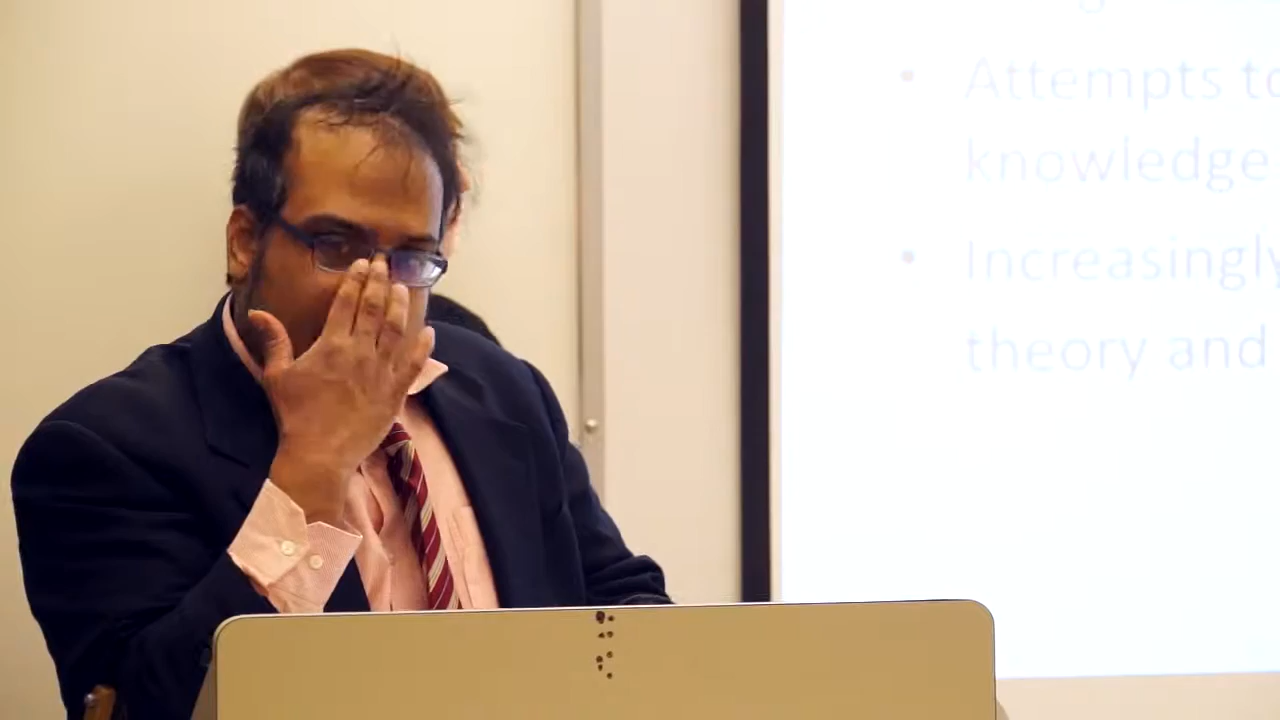 • Attempts to
knowledge
• Increasingly
theory and